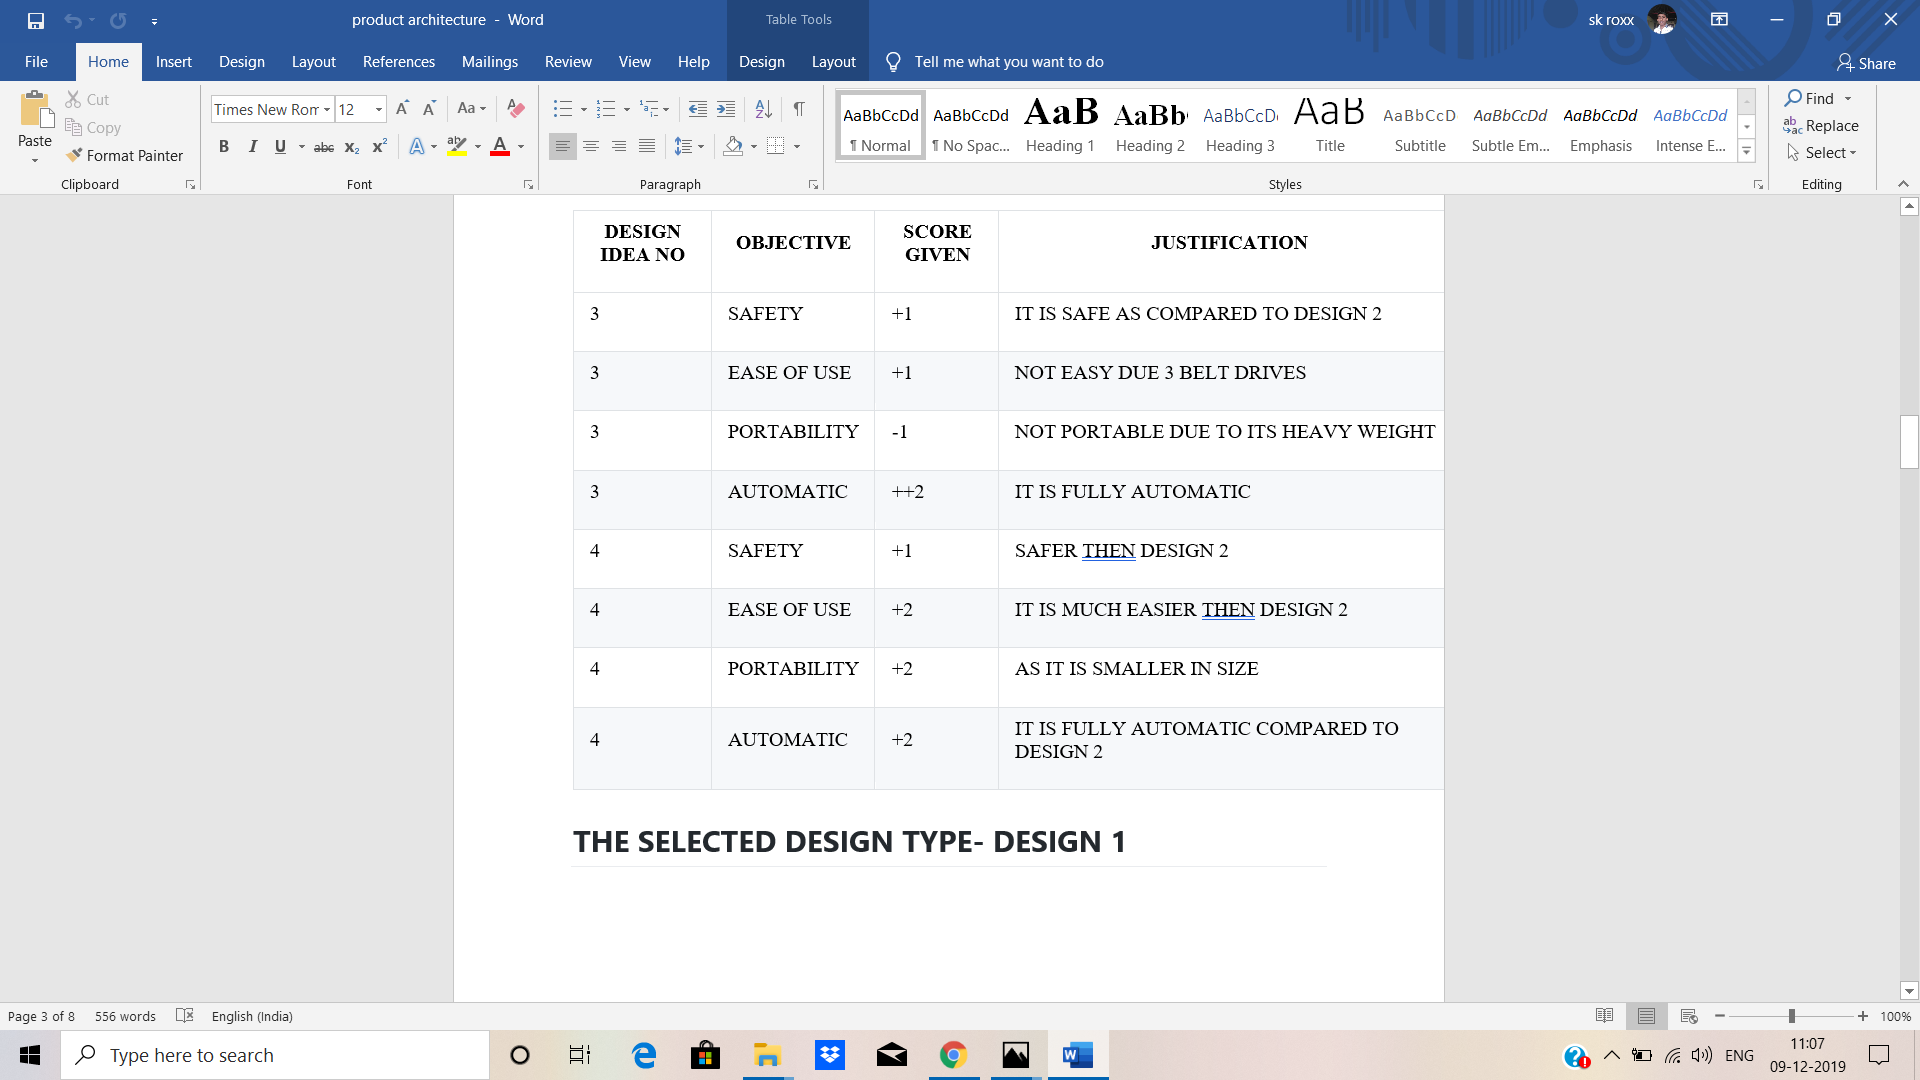 product architecture - Word
Table Tools
sk roxx
File Home Insert Design Layout References Mailings Review View Help Design Layout Tell me what you want to do Share
Paste
Cut
Copy
Format Painter
Clipboard
Times New Ror 12
Font
Paragraph
AaBbCcDd AaBbCcDd AaB AaBb AaBbCcD AaB AaBbCcD AaBbCcDd AaBbCcDd AaBbCcDd
¶ Normal ¶ No Spac... Heading 1 Heading 2 Heading 3 Title Subtitle Subtle Em... Emphasis Intense E...
Styles
Find
Replace
Select
Editing
DESIGN IDEA NO OBJECTIVE SCORE GIVEN JUSTIFICATION
3 SAFETY +1 IT IS SAFE AS COMPARED TO DESIGN 2
3 EASE OF USE +1 NOT EASY DUE 3 BELT DRIVES
3 PORTABILITY -1 NOT PORTABLE DUE TO ITS HEAVY WEIGHT
3 AUTOMATIC ++2 IT IS FULLY AUTOMATIC
4 SAFETY +1 SAFER THEN DESIGN 2
4 EASE OF USE +2 IT IS MUCH EASIER THEN DESIGN 2
4 PORTABILITY +2 AS IT IS SMALLER IN SIZE
4 AUTOMATIC +2 IT IS FULLY AUTOMATIC COMPARED TO
DESIGN 2
THE SELECTED DESIGN TYPE- DESIGN 1
Page 3 of 8 556 words English (India) 100%
Type here to search
ENG
11:07
09-12-2019